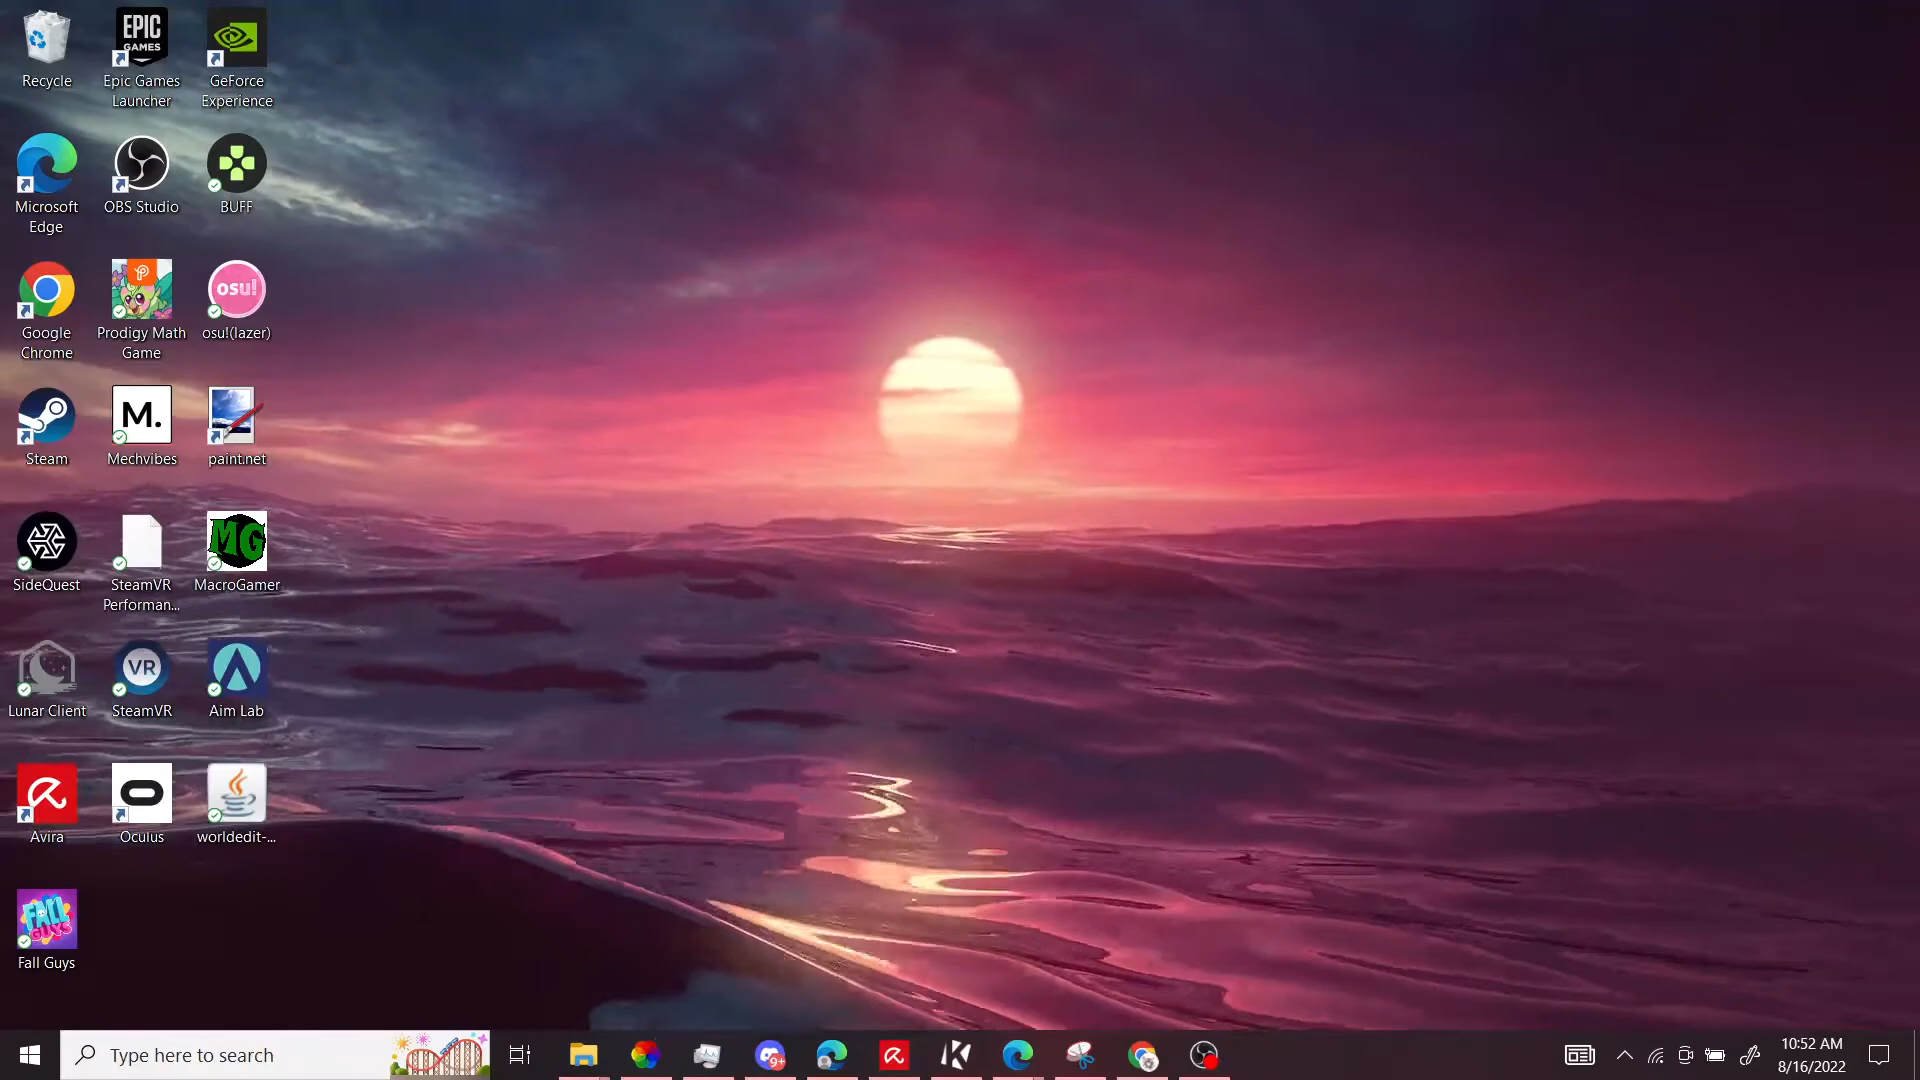 Recycle
EPIC
GAMES
Epic Games
Launcher
GeForce
Experience
Microsoft
Edge
OBS Studio
BUFF
Google
Chrome
Prodigy Math
Game
osu!
osu!(lazer)
Steam
M.
Mechvibes
paint.net
SideQuest
SteamVR
Performan...
MG
MacroGamer
Lunar Client
VR
SteamVR
Aim Lab
Avira
Oculus
worldedit-...
FALL
GUYS
Fall Guys
Type here to search
9+
10:52 AM
8/16/2022